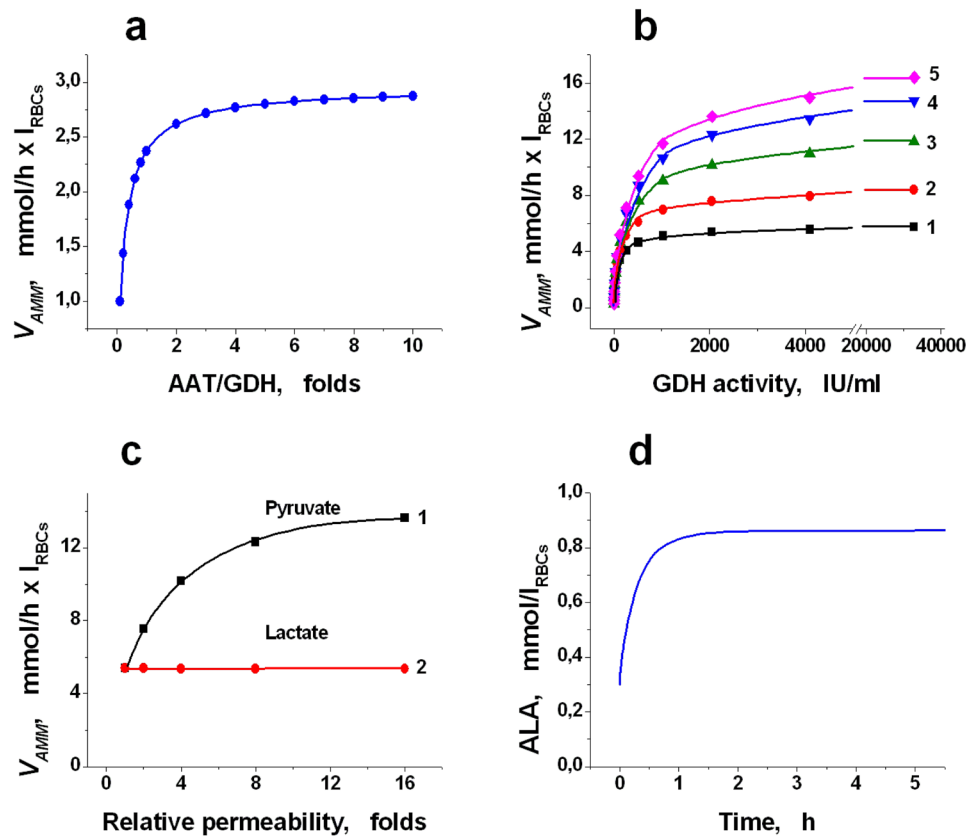 a
3,0
2,5
2,0
1,5
1,0
0 2 4 6 8 10
V_AMM, mmol/h x l_RBCs
AAT/GDH, folds
b
16
12
8
4
0
0 2000 4000 20000 40000
5
4
3
2
1
V_AMM, mmol/h x l_RBCs
GDH activity, IU/ml
c
12
8
4
0
0 4 8 12 16
Pyruvate 1
Lactate
2
V_AMM, mmol/h x l_RBCs
Relative permeability, folds
d
1,0
0,8
0,6
0,4
0,2
0,0
0 1 2 3 4 5
ALA, mmol/l_RBCs
Time, h